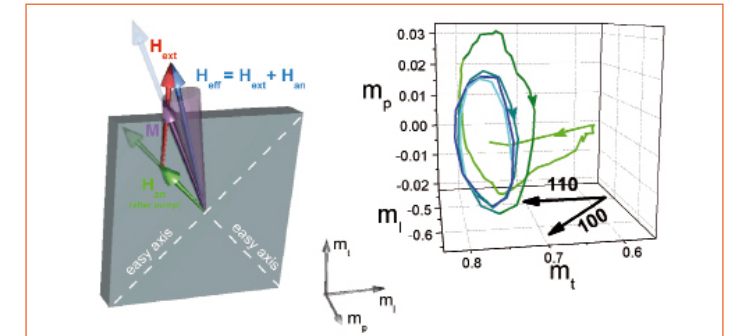 H_ext
H_eff = H_ext + H_an
M
H_an
(after pump)
easy axis
easy axis
m_t
m_l
m_p
m_p
0.03
0.02
0.01
0.00
-0.01
-0.02
-0.5
-0.6
m_l
110
100
0.8
0.7
0.6
m_t